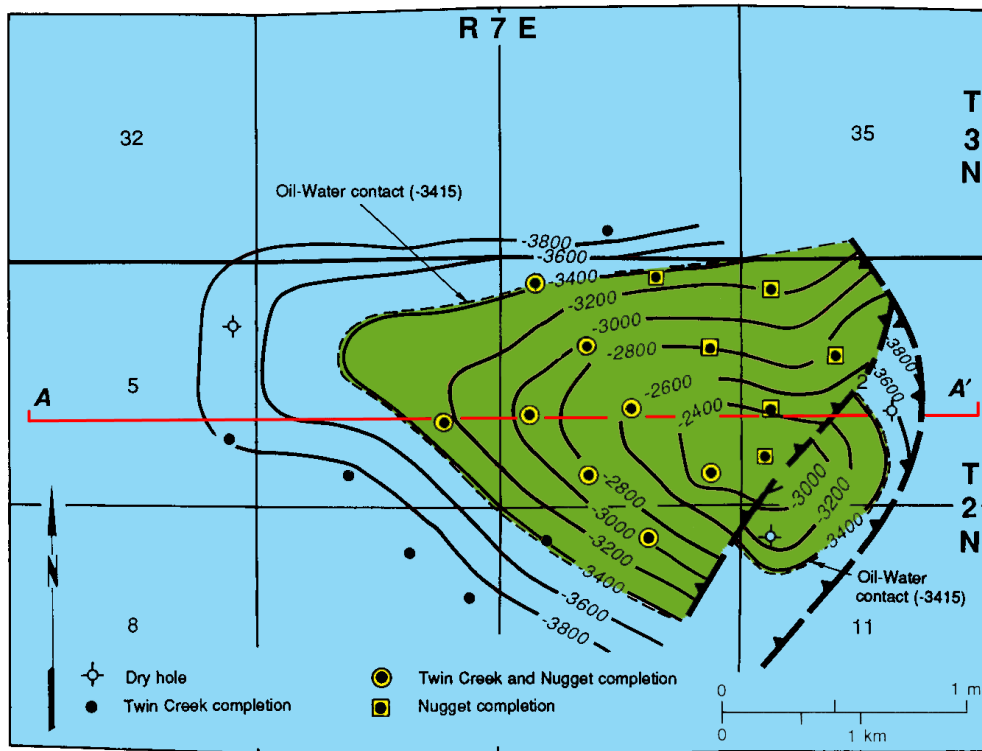 R 7 E
T
3
N
32
35
Oil-Water contact (-3415)
-3800
-3600
-3400
-3200
-3000
-2800
-2600
-2400
-3800
-3600
2
5
A
A'
-2800
-3000
-3200
-3400
-3600
-3800
-3000
-3200
-3400
T
2
N
N
Oil-Water
contact (-3415)
8
11
Dry hole
Twin Creek completion
Twin Creek and Nugget completion
Nugget completion
0
1 m
0
1 km